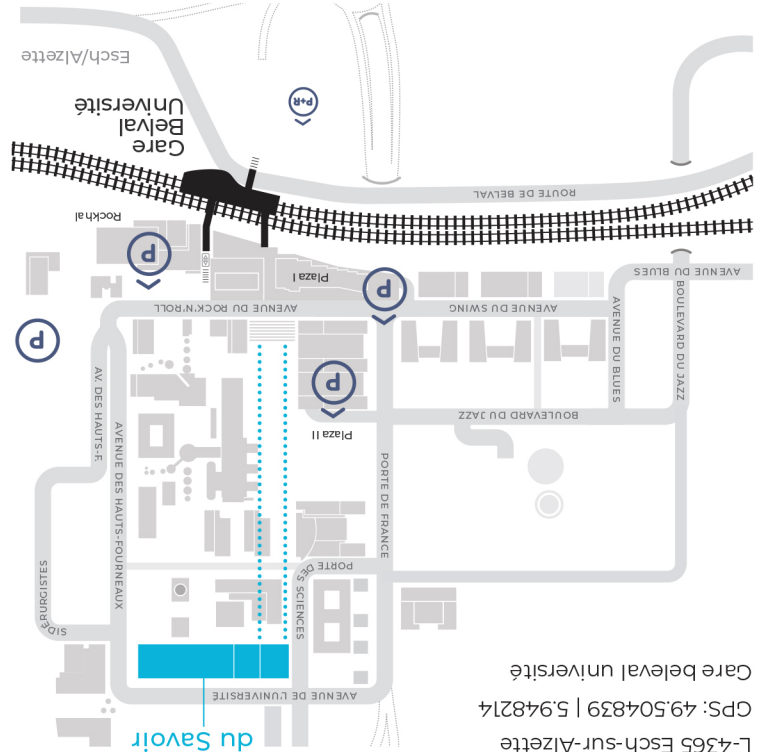 L-4365 Esch-sur-Alzette
GPS: 49.504839 | 5.948214
Gare beleval université
du Savoir
AVENUE DE L'UNIVERSITÉ
SIDERURGISTES
PORTE DES SCIENCES
PORTE DE FRANCE
AVENUE DES HAUTS-FOURNEAUX
AV. DES HAUTS-F.
Plaza II
BOULEVARD DU JAZZ
P
BOULEVARD DU JAZZ
AVENUE DU BLUES
P
AVENUE DU BLUES
AVENUE DU SWING
AVENUE DU ROCK'N'ROLL
P
Plaza I
P
Rockhal
ROUTE DE BELVAL
Gare
Belval
Université
P+R
Esch/Alzette